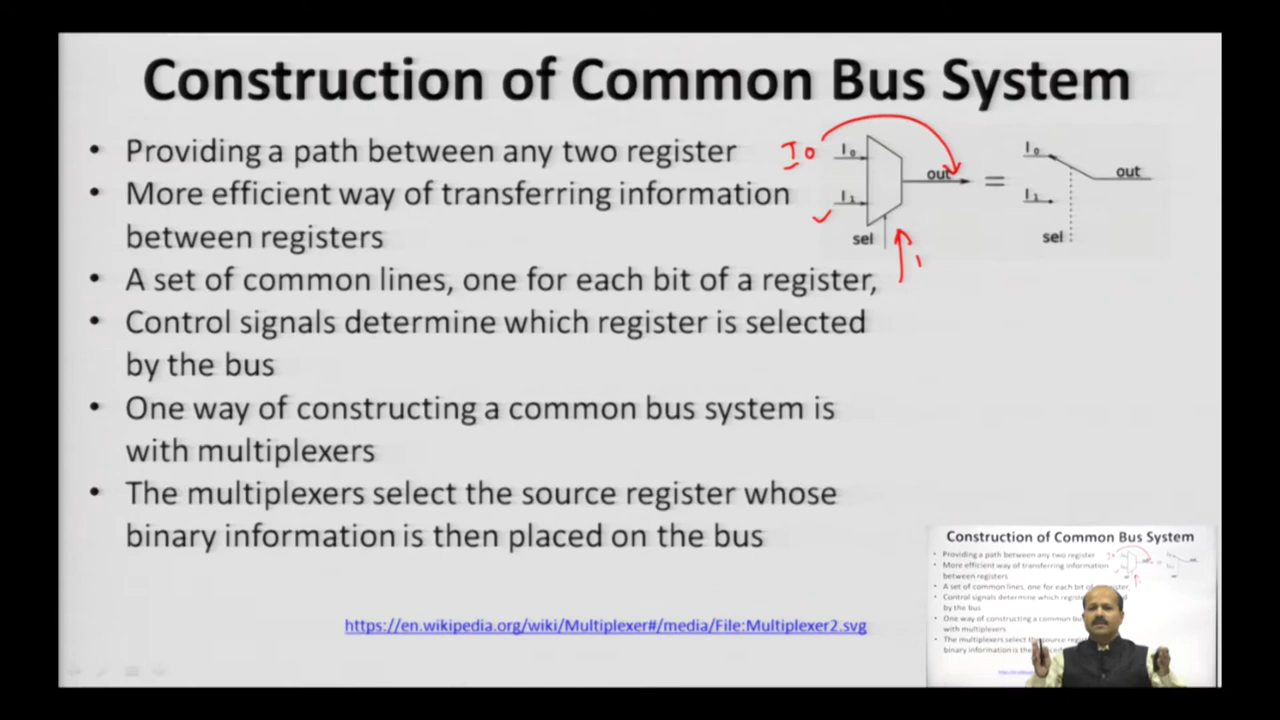 Construction of Common Bus System
• Providing a path between any two register
• More efficient way of transferring information
between registers
• A set of common lines, one for each bit of a register,
• Control signals determine which register is selected
by the bus
• One way of constructing a common bus system is
with multiplexers
• The multiplexers select the source register whose
binary information is then placed on the bus
I0
I0
I1
out
sel
1
=
I0
I1
out
sel
https://en.wikipedia.org/wiki/Multiplexer#/media/File:Multiplexer2.svg
Construction of Common Bus System
• Providing a path between any two register
• More efficient way of transferring information
between registers
• A set of common lines, one for each bit of
• Control signals determine which
by the bus
• One way of constructing a common
with multiplexers
• The multiplexers select the source
binary information is